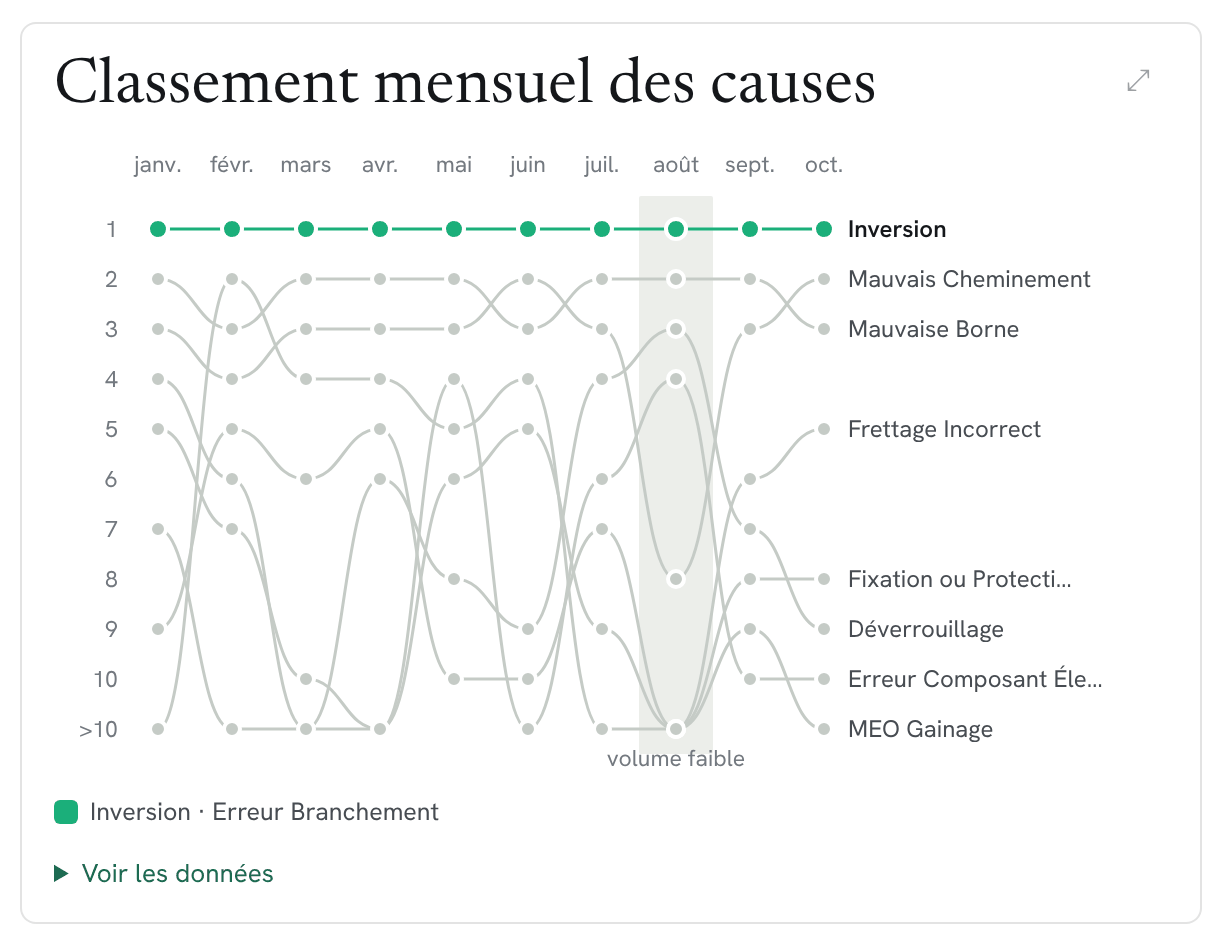 Classement mensuel des causes
janv. févr. mars avr. mai juin juil. août sept. oct.
1 Inversion
2 Mauvais Cheminement
3 Mauvaise Borne
4
5 Frettage Incorrect
6
7
8 Fixation ou Protecti...
9 Déverrouillage
10 Erreur Composant Éle...
>10 MEO Gainage
volume faible
Inversion · Erreur Branchement
Voir les données